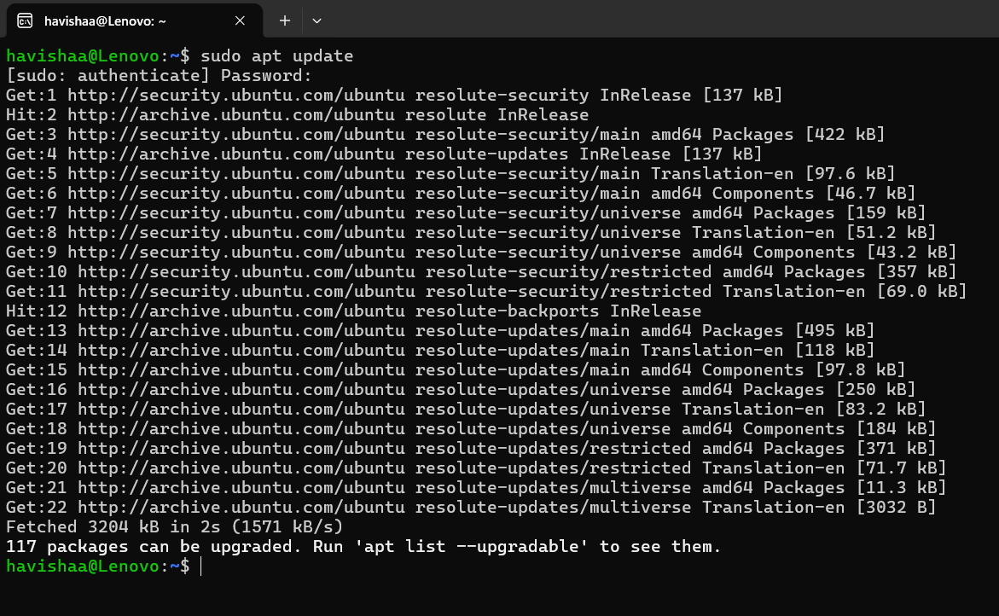 havishaa@Lenovo: ~
havishaa@Lenovo:~$ sudo apt update
[sudo: authenticate] Password:
Get:1 http://security.ubuntu.com/ubuntu resolute-security InRelease [137 kB]
Hit:2 http://archive.ubuntu.com/ubuntu resolute InRelease
Get:3 http://security.ubuntu.com/ubuntu resolute-security/main amd64 Packages [422 kB]
Get:4 http://archive.ubuntu.com/ubuntu resolute-updates InRelease [137 kB]
Get:5 http://security.ubuntu.com/ubuntu resolute-security/main Translation-en [97.6 kB]
Get:6 http://security.ubuntu.com/ubuntu resolute-security/main amd64 Components [46.7 kB]
Get:7 http://security.ubuntu.com/ubuntu resolute-security/universe amd64 Packages [159 kB]
Get:8 http://security.ubuntu.com/ubuntu resolute-security/universe Translation-en [51.2 kB]
Get:9 http://security.ubuntu.com/ubuntu resolute-security/universe amd64 Components [43.2 kB]
Get:10 http://security.ubuntu.com/ubuntu resolute-security/restricted amd64 Packages [357 kB]
Get:11 http://security.ubuntu.com/ubuntu resolute-security/restricted Translation-en [69.0 kB]
Hit:12 http://archive.ubuntu.com/ubuntu resolute-backports InRelease
Get:13 http://archive.ubuntu.com/ubuntu resolute-updates/main amd64 Packages [495 kB]
Get:14 http://archive.ubuntu.com/ubuntu resolute-updates/main Translation-en [118 kB]
Get:15 http://archive.ubuntu.com/ubuntu resolute-updates/main amd64 Components [97.8 kB]
Get:16 http://archive.ubuntu.com/ubuntu resolute-updates/universe amd64 Packages [250 kB]
Get:17 http://archive.ubuntu.com/ubuntu resolute-updates/universe Translation-en [83.2 kB]
Get:18 http://archive.ubuntu.com/ubuntu resolute-updates/universe amd64 Components [184 kB]
Get:19 http://archive.ubuntu.com/ubuntu resolute-updates/restricted amd64 Packages [371 kB]
Get:20 http://archive.ubuntu.com/ubuntu resolute-updates/restricted Translation-en [71.7 kB]
Get:21 http://archive.ubuntu.com/ubuntu resolute-updates/multiverse amd64 Packages [11.3 kB]
Get:22 http://archive.ubuntu.com/ubuntu resolute-updates/multiverse Translation-en [3032 B]
Fetched 3204 kB in 2s (1571 kB/s)
117 packages can be upgraded. Run 'apt list --upgradable' to see them.
havishaa@Lenovo:~$